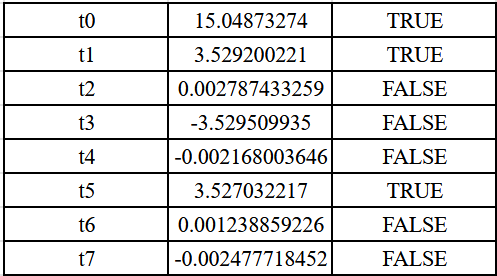 t0 15.04873274 TRUE
t1 3.529200221 TRUE
t2 0.002787433259 FALSE
t3 -3.529509935 FALSE
t4 -0.002168003646 FALSE
t5 3.527032217 TRUE
t6 0.001238859226 FALSE
t7 -0.002477718452 FALSE